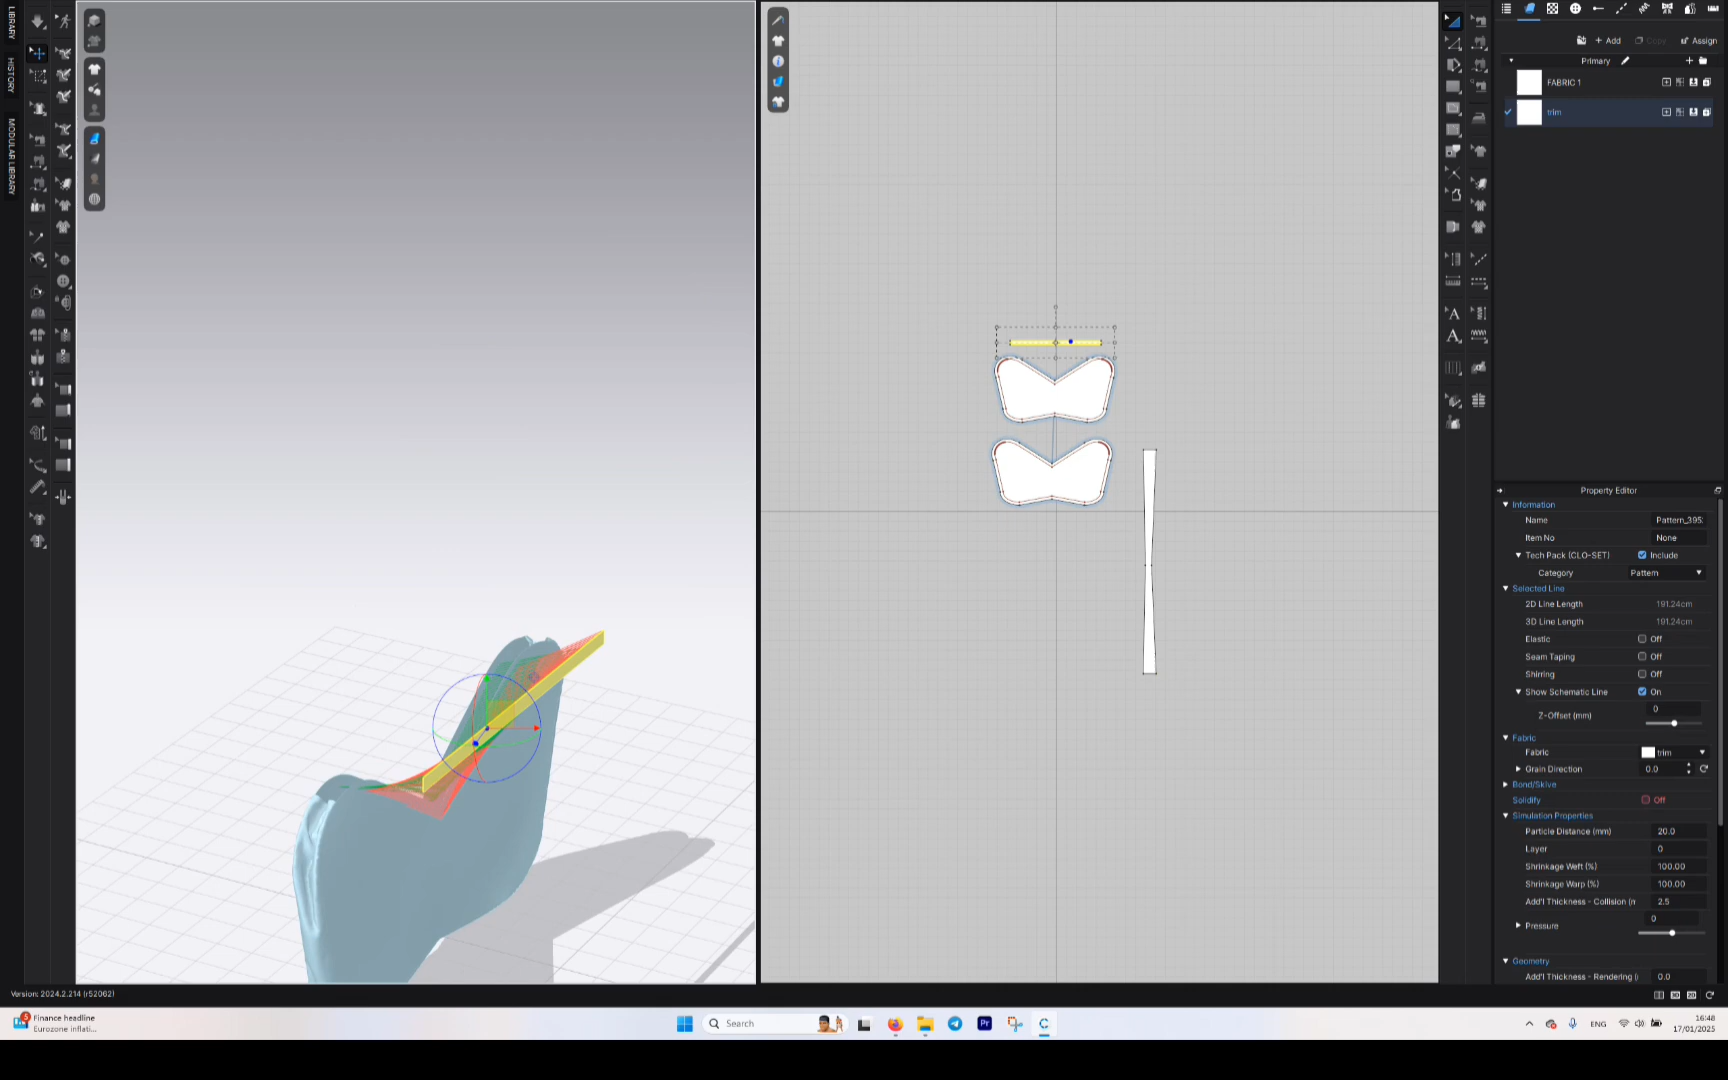 LIBRARY
HISTORY
MODULAR LIBRARY
Add
Copy
Assign
Primary
FABRIC 1
trim
Property Editor
Information
Name Pattern_395
Item No None
Tech Pack (CLO-SET) Include
Category Pattern
Selected Line
2D Line Length 191.24cm
3D Line Length 191.24cm
Elastic Off
Seam Taping Off
Shirring Off
Show Schematic Line On
Z-Offset (mm) 0
Fabric
Fabric trim
Grain Direction 0.0
Bond/Skive
Solidify Off
Simulation Properties
Particle Distance (mm) 20.0
Layer 0
Shrinkage Weft (%) 100.00
Shrinkage Warp (%) 100.00
Add'l Thickness - Collision (m 2.5
Pressure 0
Geometry
Add'l Thickness - Rendering ( 0.0
Version: 2024.2.214 (r52062)
Finance headline
Eurozone inflati...
Search
ENG
16:48
17/01/2025